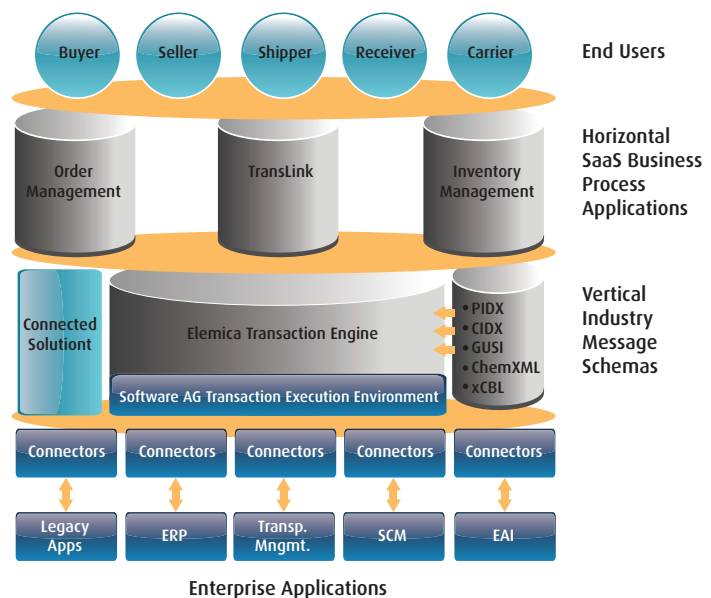 Buyer
Seller
Shipper
Receiver
Carrier
End Users
Order
Management
TransLink
Inventory
Management
Horizontal
SaaS Business
Process
Applications
Connected
Solutiont
Elemica Transaction Engine
Software AG Transaction Execution Environment
• PIDX
• CIDX
• GUSI
• ChemXML
• xCBL
Vertical
Industry
Message
Schemas
Connectors
Connectors
Connectors
Connectors
Connectors
Legacy
Apps
ERP
Transp.
Mngmt.
SCM
EAI
Enterprise Applications